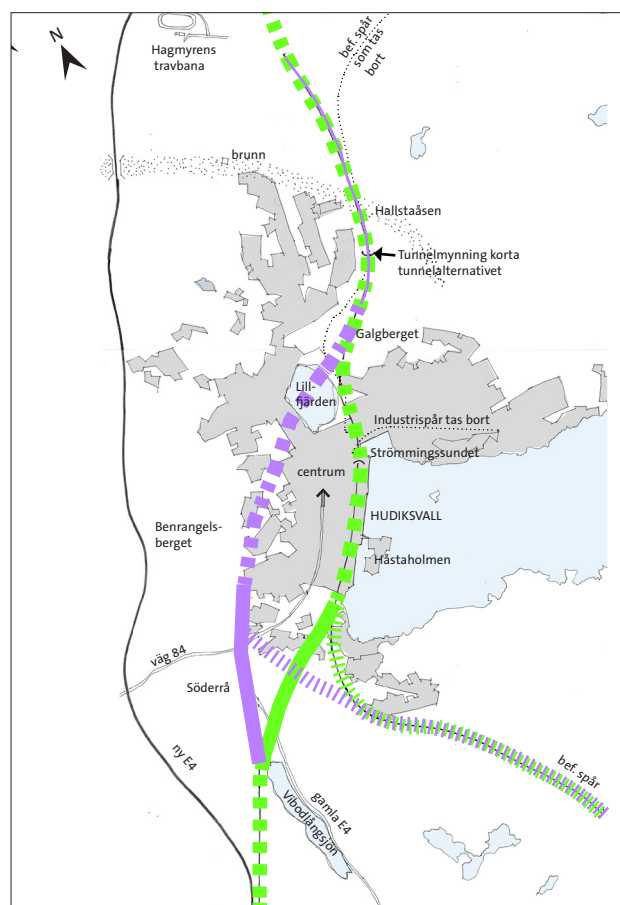 N
Hagmyrens
travbana
bef. spår
som tas
bort
brunn
Hallstaåsen
Tunnelmynning korta
tunnelalternativet
Galgberget
Lill-
fjärden
Industrispår tas bort
Strömmingssundet
centrum
HUDIKSVALL
Benrangels-
berget
Håstaholmen
väg 84
Söderrå
ny E4
bef. spår
gamla E4
Vibodlångsjön